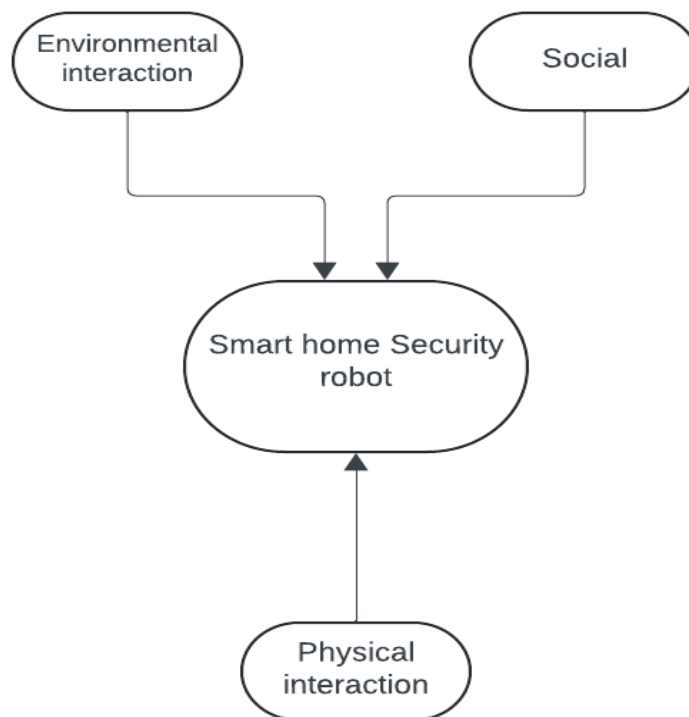 Environmental
interaction
Social
Smart home Security
robot
Physical
interaction